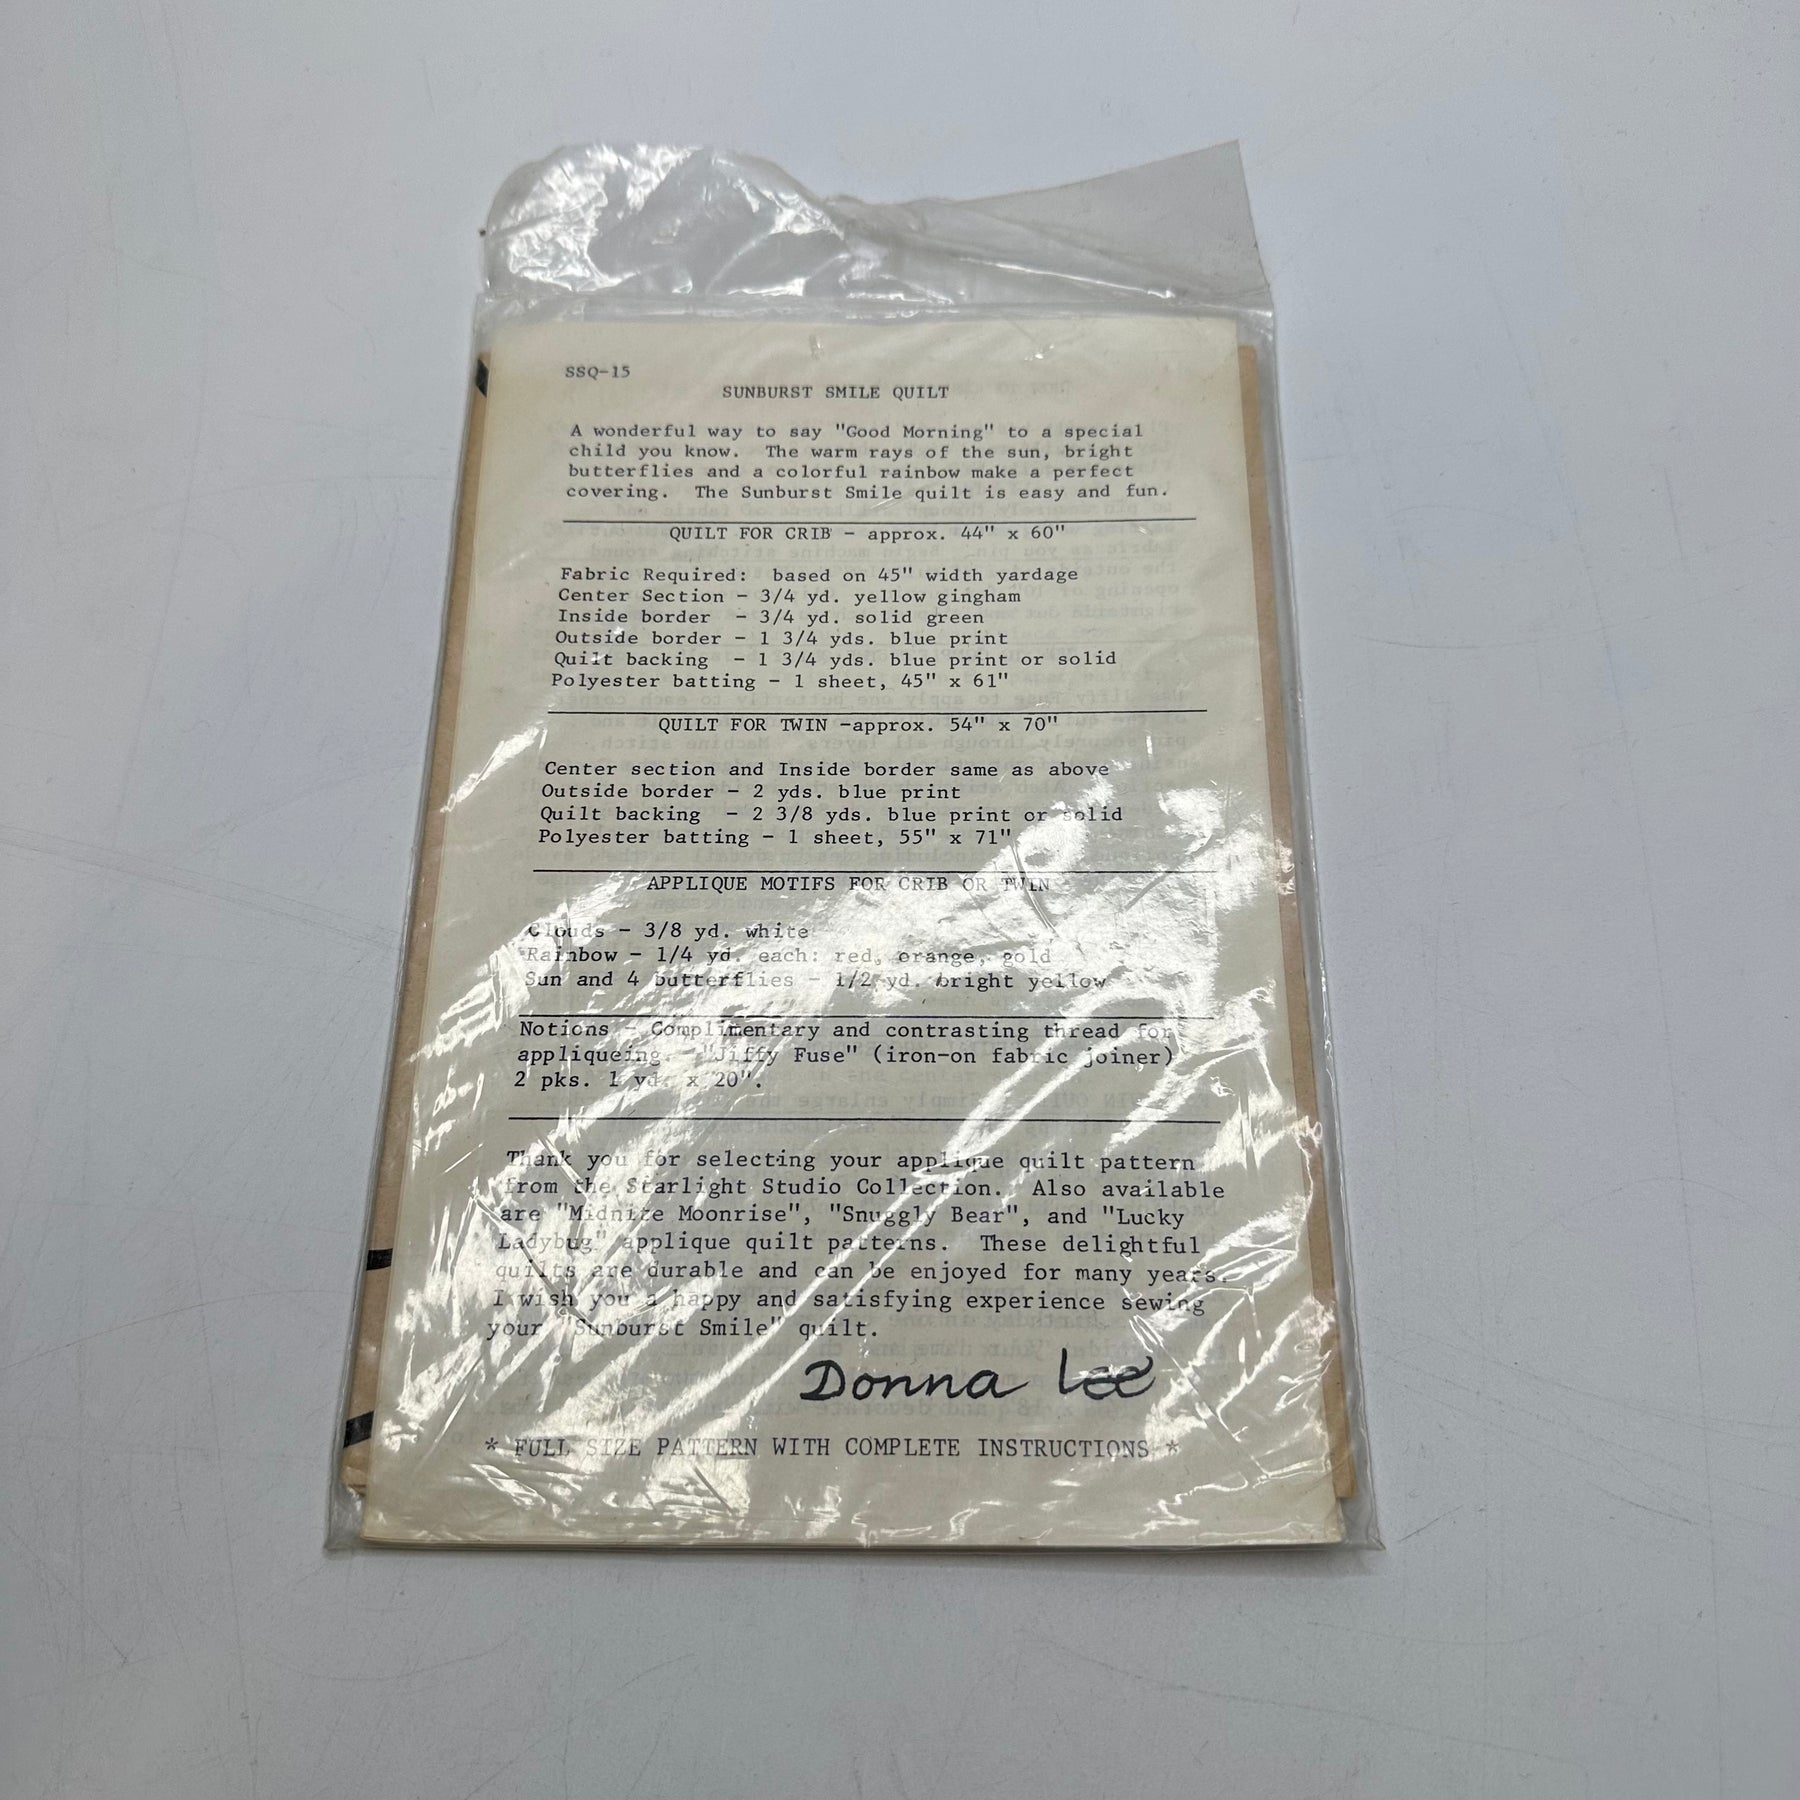 SSQ-15
SUNBURST SMILE QUILT
A wonderful way to say "Good Morning" to a special
child you know. The warm rays of the sun, bright
butterflies and a colorful rainbow make a perfect
covering. The Sunburst Smile quilt is easy and fun.
QUILT FOR CRIB - approx. 44" x 60"
Fabric Required: based on 45" width yardage
Center Section - 3/4 yd. yellow gingham
Inside border - 3/4 yd. solid green
Outside border - 1 3/4 yds. blue print
Quilt backing - 1 3/4 yds. blue print or solid
Polyester batting - 1 sheet, 45" x 61"
QUILT FOR TWIN -approx. 54" x 70"
Center section and Inside border same as above
Outside border - 2 yds. blue print
Quilt backing - 2 3/8 yds. blue print or solid
Polyester batting - 1 sheet, 55" x 71"
APPLIQUE MOTIFS FOR CRIB OR TWIN
Clouds - 3/8 yd. white
Rainbow - 1/4 yd. each: red, orange, gold
Sun and 4 butterflies - 1/2 yd. bright yellow
Notions - Complimentary and contrasting thread for
appliqueing. "Jiffy Fuse" (iron-on fabric joiner)
2 pks. 1 yd. x 20".
Thank you for selecting your applique quilt pattern
from the Starlight Studio Collection. Also available
are "Midnite Moonrise", "Snuggly Bear", and "Lucky
Ladybug" applique quilt patterns. These delightful
quilts are durable and can be enjoyed for many years.
I wish you a happy and satisfying experience sewing
your "Sunburst Smile" quilt.
Donna Lee
* FULL SIZE PATTERN WITH COMPLETE INSTRUCTIONS *